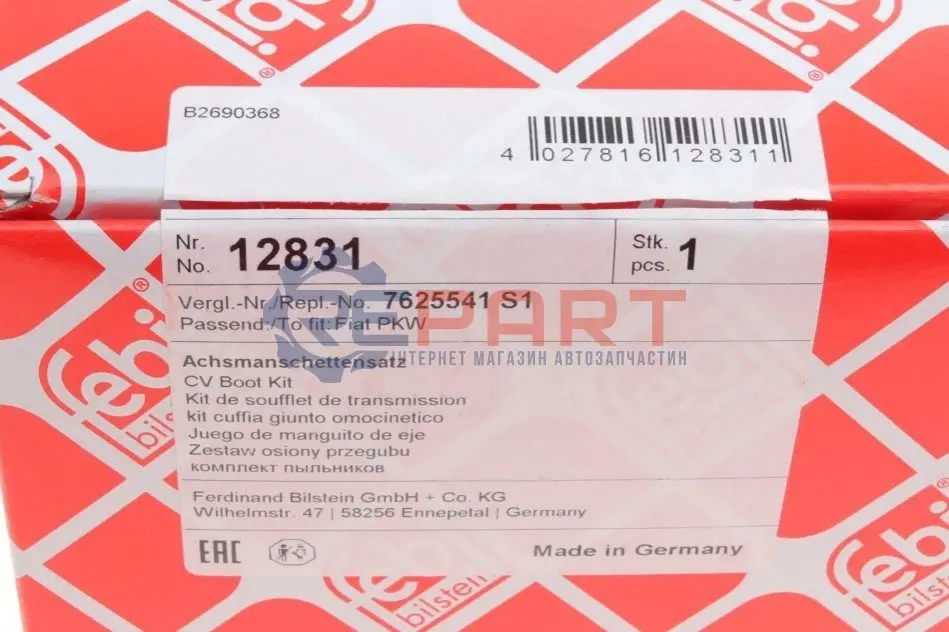 B2690368
4 027816 128311
Nr.
No. 12831
Stk.
pcs. 1
Vergl.-Nr./Repl.-No. 7625541 S1
Passend:/To fit: Fiat PKW
REPART
ИНТЕРНЕТ МАГАЗИН АВТОЗАПЧАСТИН
Achsmanschettensatz
CV Boot Kit
Kit de soufflet de transmission
kit cuffia giunto omocinetico
Juego de manguito de eje
Zestaw osiony przegubu
комплект пыльников
Ferdinand Bilstein GmbH + Co. KG
Wilhelmstr. 47 | 58256 Ennepetal | Germany
EAC
Made in Germany
febi
bilstein
febi
bilstein